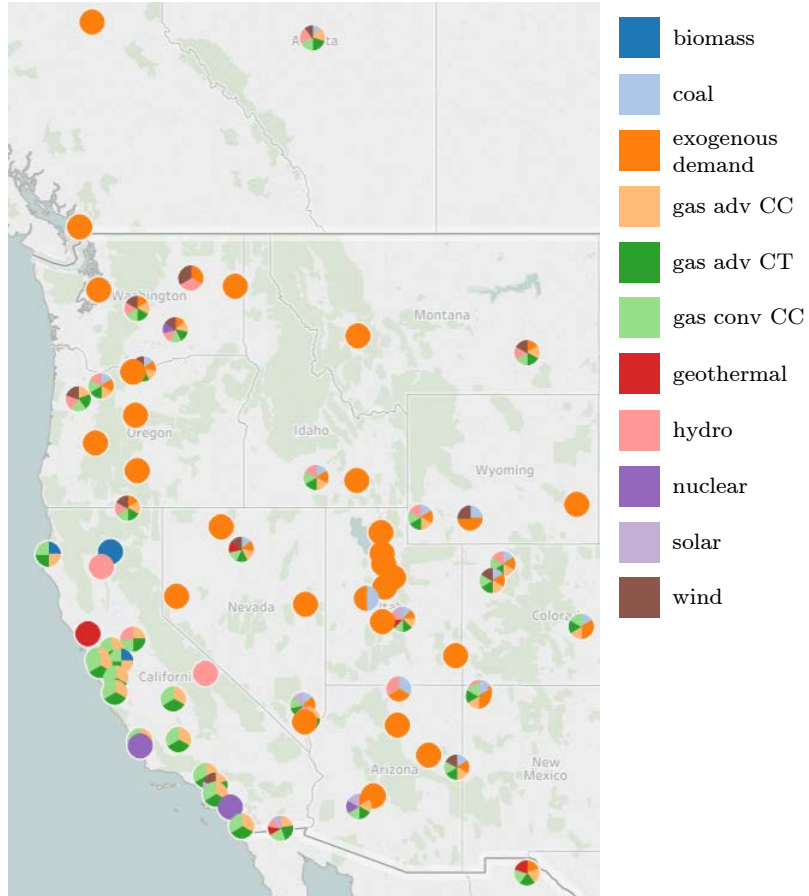 Washington
Montana
Oregon
Idaho
Wyoming
Nevada
California
Arizona
New
Mexico
biomass
coal
exogenous
demand
gas adv CC
gas adv CT
gas conv CC
geothermal
hydro
nuclear
solar
wind